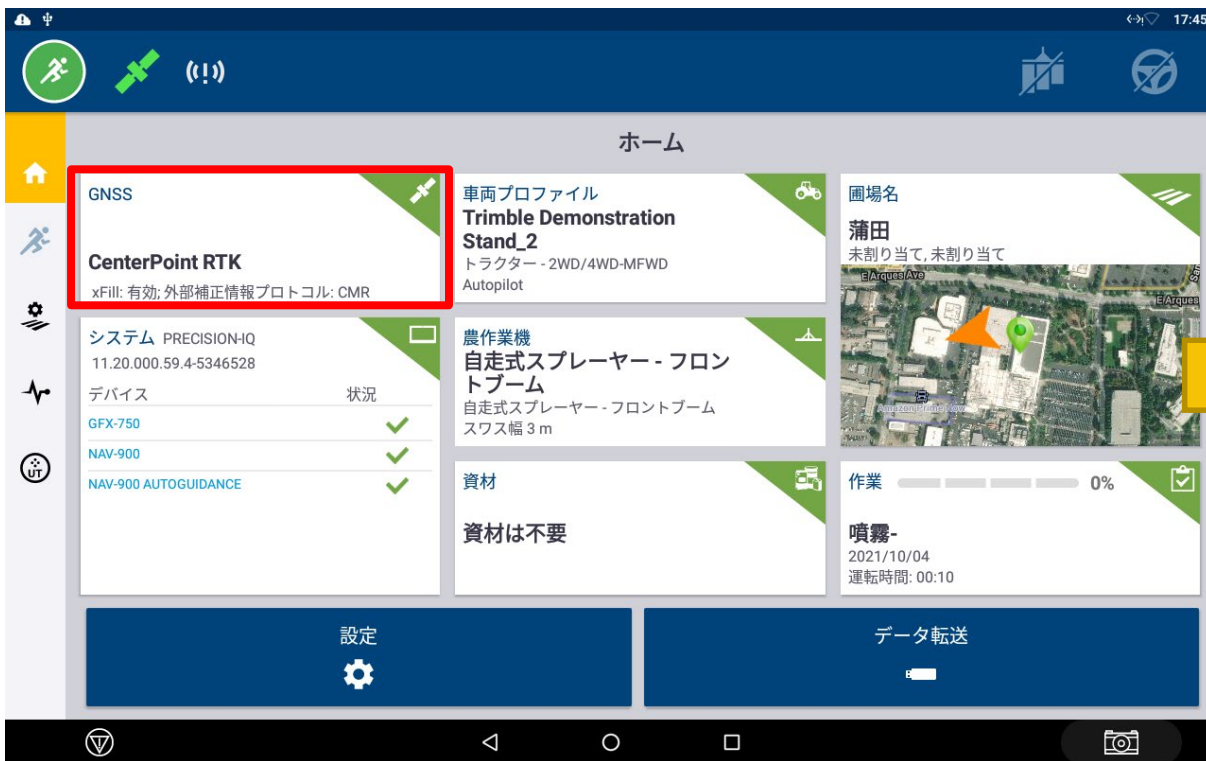 17:45
ホーム
GNSS
CenterPoint RTK
xFill: 有効; 外部補正情報プロトコル: CMR
車両プロファイル
Trimble Demonstration
Stand_2
トラクター - 2WD/4WD-MFWD
Autopilot
圃場名
蒲田
未割り当て, 未割り当て
E Arques Ave
E Arques
システム PRECISION-IQ
11.20.000.59.4-5346528
デバイス 状況
GFX-750
NAV-900
NAV-900 AUTOGUIDANCE
農作業機
自走式スプレーヤー - フロン
トブーム
自走式スプレーヤー - フロントブーム
スワス幅 3 m
資材
資材は不要
作業 0%
噴霧-
2021/10/04
運転時間: 00:10
UT
設定
データ転送